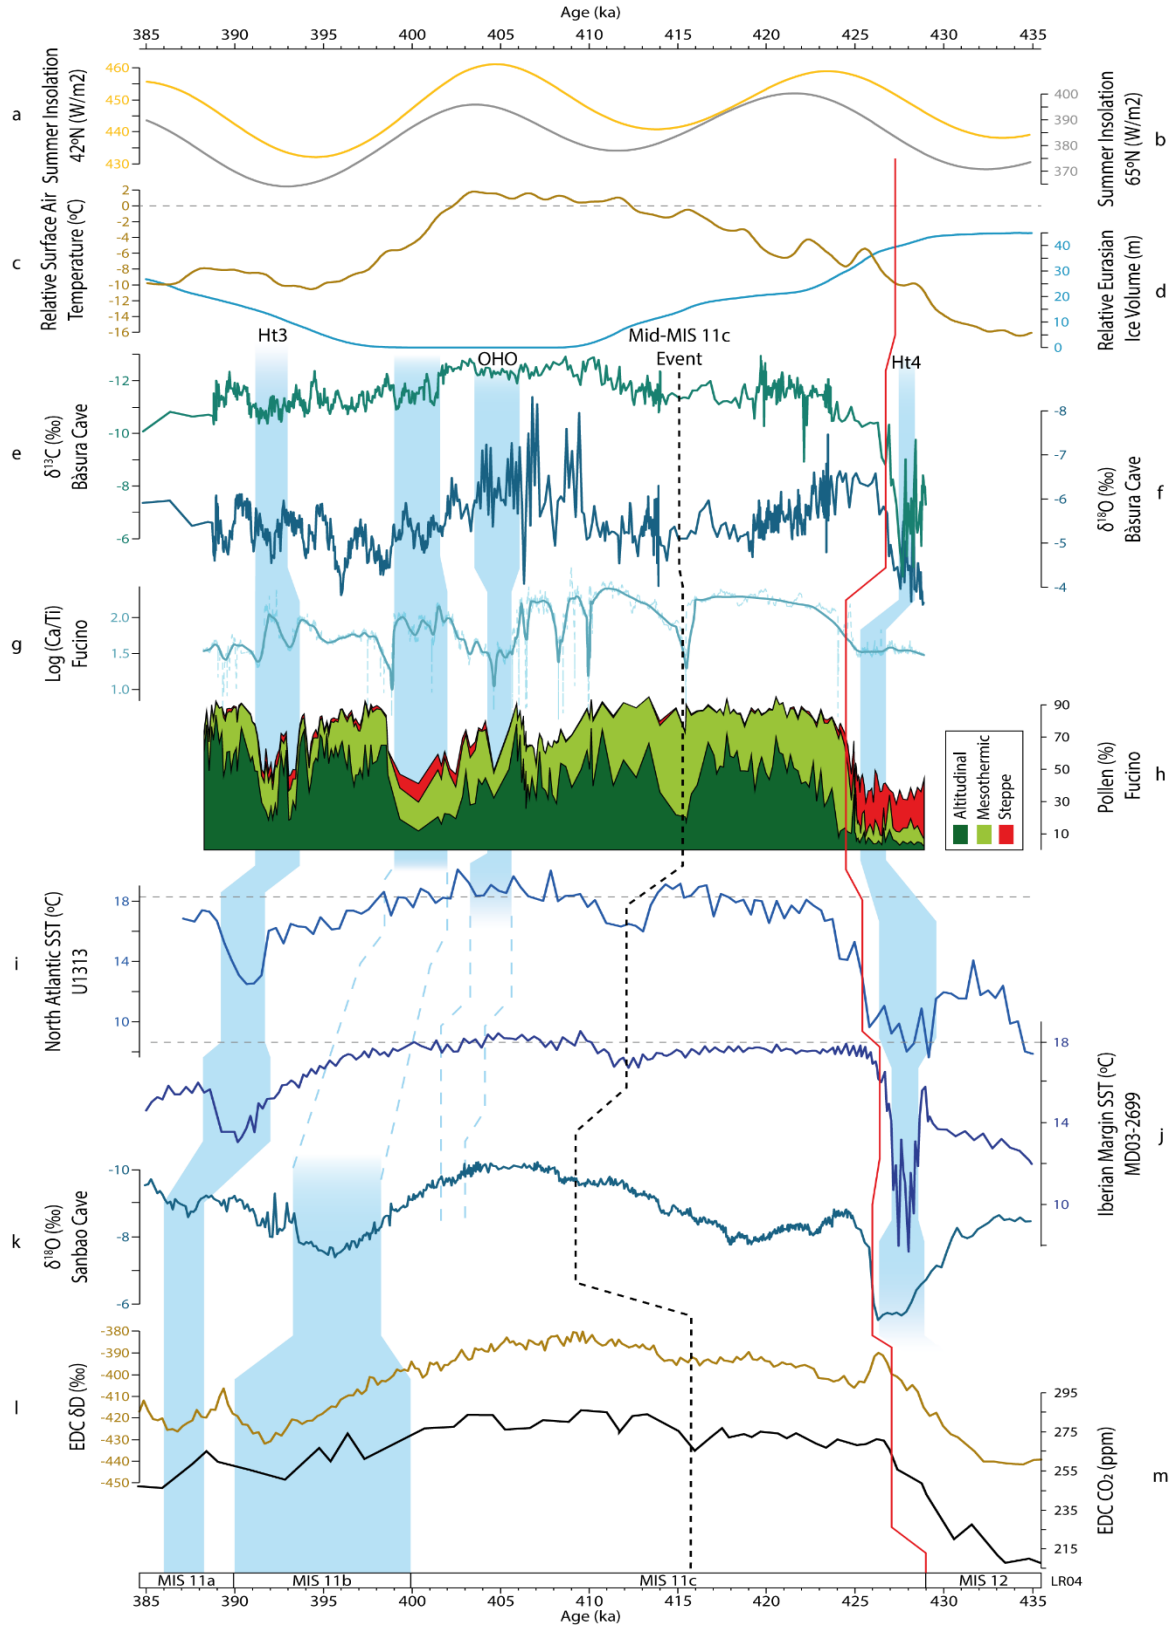 Age (ka)
385 390 395 400 405 410 415 420 425 430 435
a
Summer Insolation
42ºN (W/m2)
460
450
440
430
400
390
380
370
Summer Insolation
65ºN (W/m2)
b
c
Relative Surface Air
Temperature (ºC)
2
0
-2
-4
-6
-8
-10
-12
-14
-16
40
30
20
10
0
Relative Eurasian
Ice Volume (m)
d
Ht3
OHO
Mid-MIS 11c
Event
Ht4
e
δ13C (‰)
Bàsura Cave
-12
-10
-8
-6
-8
-7
-6
-5
-4
δ18O (‰)
Bàsura Cave
f
g
Log (Ca/Ti)
Fucino
2.0
1.5
1.0
Altitudinal
Mesothermic
Steppe
90
70
50
30
10
Pollen (%)
Fucino
h
i
North Atlantic SST (ºC)
U1313
18
14
10
18
14
10
Iberian Margin SST (ºC)
MD03-2699
j
k
δ18O (‰)
Sanbao Cave
-10
-8
-6
l
EDC δD (‰)
-380
-390
-400
-410
-420
-430
-440
-450
295
275
255
235
215
EDC CO2 (ppm)
m
MIS 11a MIS 11b MIS 11c MIS 12 LR04
385 390 395 400 405 410 415 420 425 430 435
Age (ka)